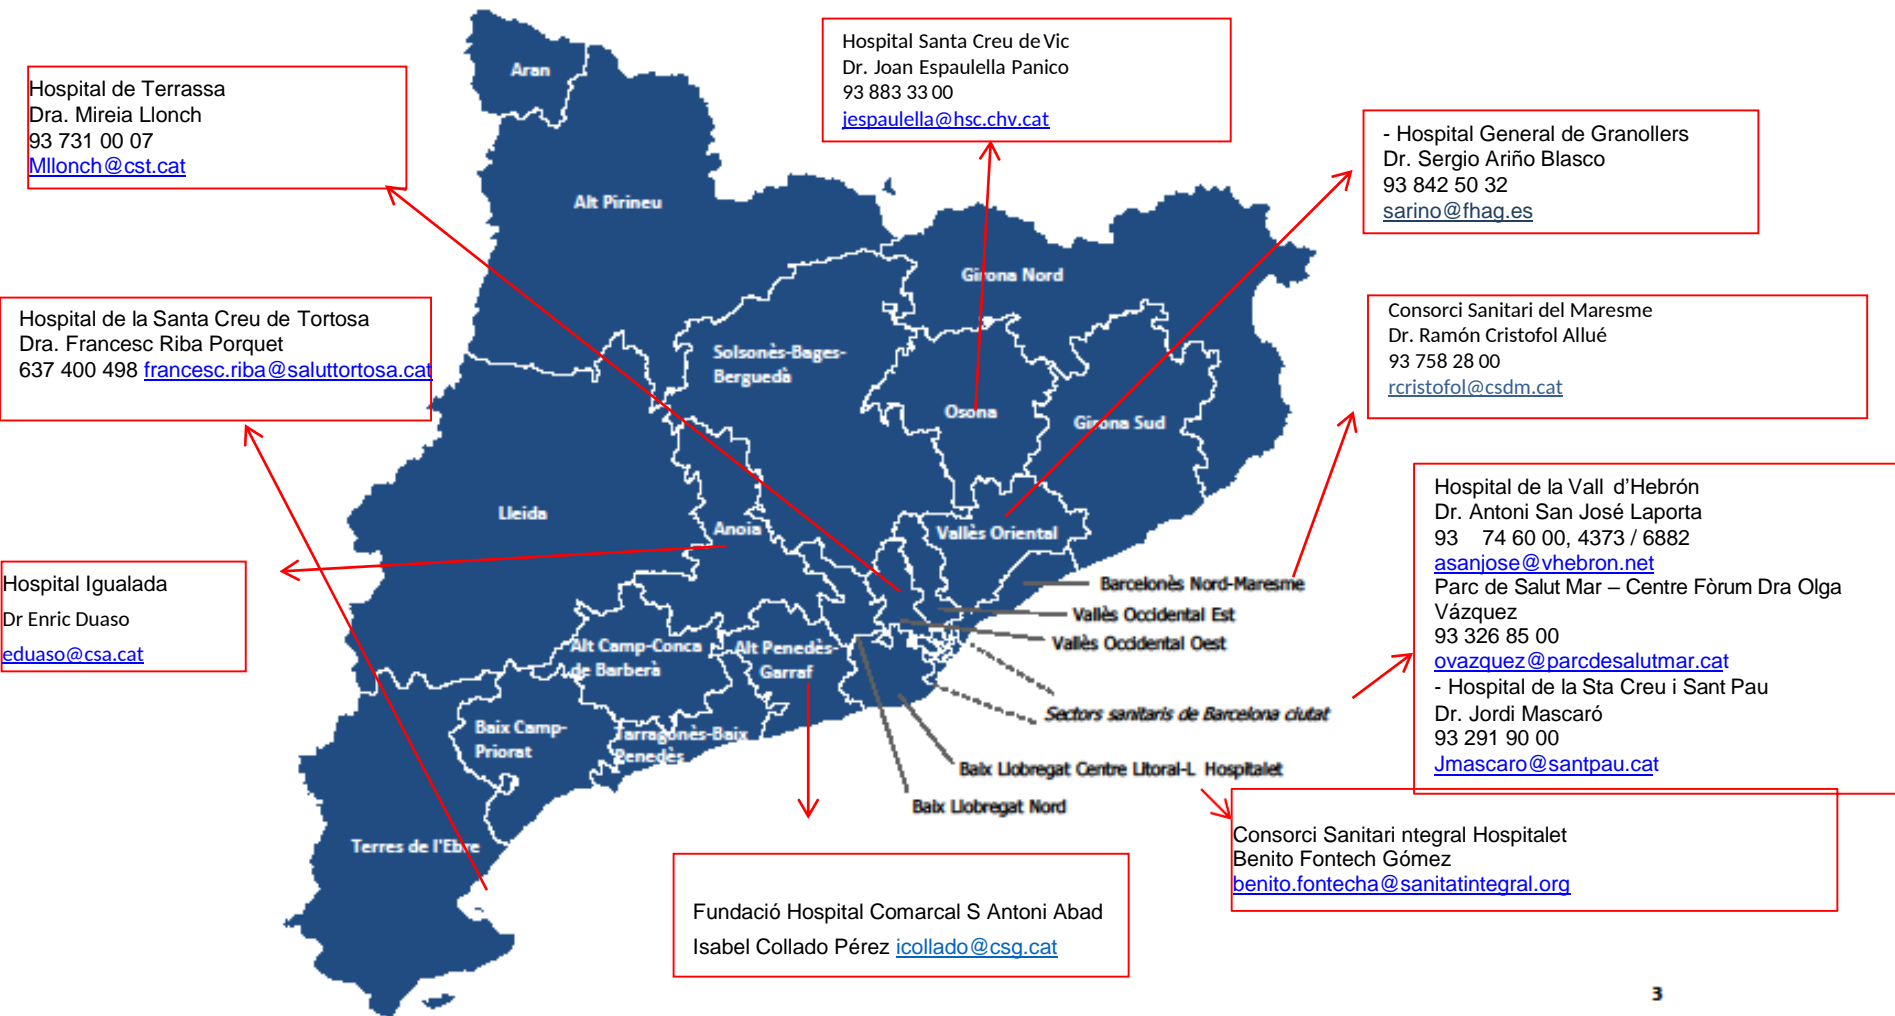 Hospital de Terrassa
Dra. Mireia Llonch
93 731 00 07
Mllonch@cst.cat
Hospital Santa Creu de Vic
Dr. Joan Espaulella Panico
93 883 33 00
jespaulella@hsc.chv.cat
- Hospital General de Granollers
Dr. Sergio Ariño Blasco
93 842 50 32
sarino@fhag.es
Hospital de la Santa Creu de Tortosa
Dra. Francesc Riba Porquet
637 400 498 francesc.riba@saluttortosa.cat
Consorci Sanitari del Maresme
Dr. Ramón Cristofol Allué
93 758 28 00
rcristofol@csdm.cat
Hospital Igualada
Dr Enric Duaso
eduaso@csa.cat
Hospital de la Vall d’Hebrón
Dr. Antoni San José Laporta
93 74 60 00, 4373 / 6882
asanjose@vhebron.net
Parc de Salut Mar – Centre Fòrum Dra Olga
Vázquez
93 326 85 00
ovazquez@parcdesalutmar.cat
- Hospital de la Sta Creu i Sant Pau
Dr. Jordi Mascaró
93 291 90 00
Jmascaro@santpau.cat
Consorci Sanitari ntegral Hospitalet
Benito Fontech Gómez
benito.fontecha@sanitatintegral.org
Fundació Hospital Comarcal S Antoni Abad
Isabel Collado Pérez icollado@csg.cat
Aran
Alt Pirineu
Girona Nord
Solsonès-Bages-
Berguedà
Osona
Girona Sud
Lleida
Anoia
Vallès Oriental
Barcelonès Nord-Maresme
Vallès Occidental Est
Vallès Occidental Oest
Alt Camp-Conca
de Barberà
Alt Penedès-
Garraf
Sectors sanitaris de Barcelona ciutat
Baix Camp-
Priorat
Tarragonès-Baix
Penedès
Baix Llobregat Centre Litoral-L Hospitalet
Baix Llobregat Nord
Terres de l'Ebre
3